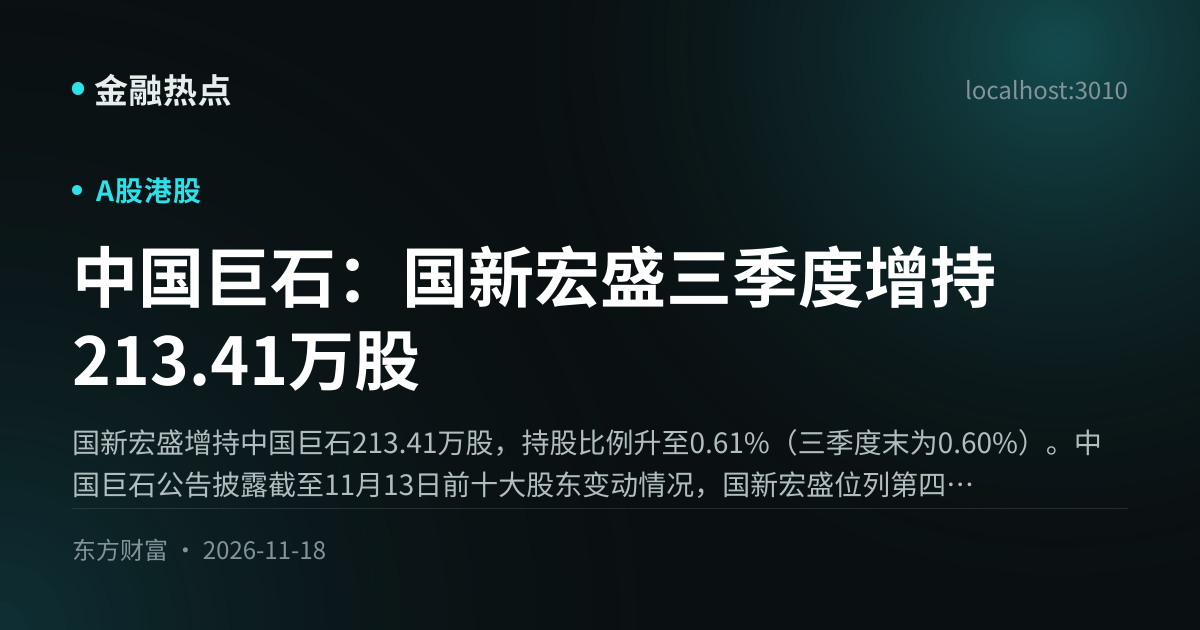 金融热点
localhost:3010
A股港股
中国巨石：国新宏盛三季度增持
213.41万股
国新宏盛增持中国巨石213.41万股，持股比例升至0.61%（三季度末为0.60%）。中
国巨石公告披露截至11月13日前十大股东变动情况，国新宏盛位列第四…
东方财富 • 2026-11-18